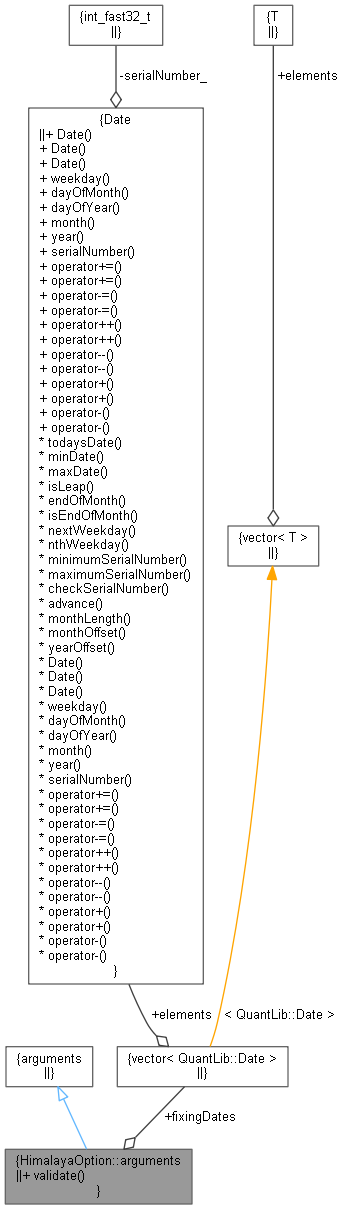 {int_fast32_t
||}
{T
||}
-serialNumber_
+elements
{Date
||+ Date()
+ Date()
+ Date()
+ weekday()
+ dayOfMonth()
+ dayOfYear()
+ month()
+ year()
+ serialNumber()
+ operator+=()
+ operator+=()
+ operator-=()
+ operator-=()
+ operator++()
+ operator++()
+ operator--()
+ operator--()
+ operator+()
+ operator+()
+ operator-()
+ operator-()
* todaysDate()
* minDate()
* maxDate()
* isLeap()
* endOfMonth()
* isEndOfMonth()
* nextWeekday()
* nthWeekday()
* minimumSerialNumber()
* maximumSerialNumber()
* checkSerialNumber()
* advance()
* monthLength()
* monthOffset()
* yearOffset()
* Date()
* Date()
* Date()
* weekday()
* dayOfMonth()
* dayOfYear()
* month()
* year()
* serialNumber()
* operator+=()
* operator+=()
* operator-=()
* operator-=()
* operator++()
* operator++()
* operator--()
* operator--()
* operator+()
* operator+()
* operator-()
* operator-()
}
{vector< T >
||}
+elements
< QuantLib::Date >
{arguments
||}
{vector< QuantLib::Date >
||}
+fixingDates
{HimalayaOption::arguments
||+ validate()
}